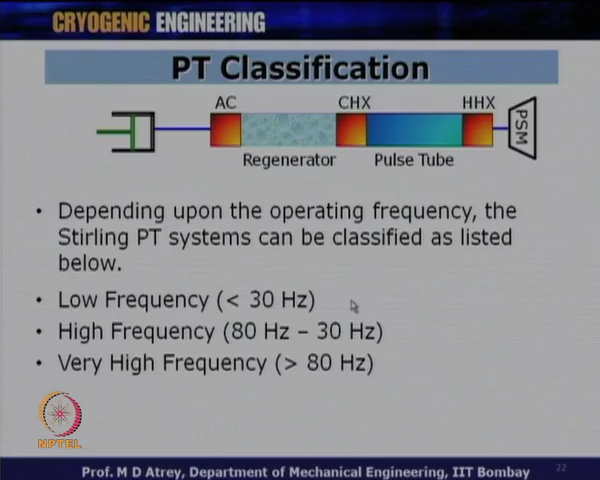 CRYOGENIC ENGINEERING
PT Classification
AC
CHX
HHX
PSM
Regenerator
Pulse Tube
• Depending upon the operating frequency, the
Stirling PT systems can be classified as listed
below.
• Low Frequency (< 30 Hz)
• High Frequency (80 Hz – 30 Hz)
• Very High Frequency (> 80 Hz)
NPTEL
Prof. M D Atrey, Department of Mechanical Engineering, IIT Bombay
22